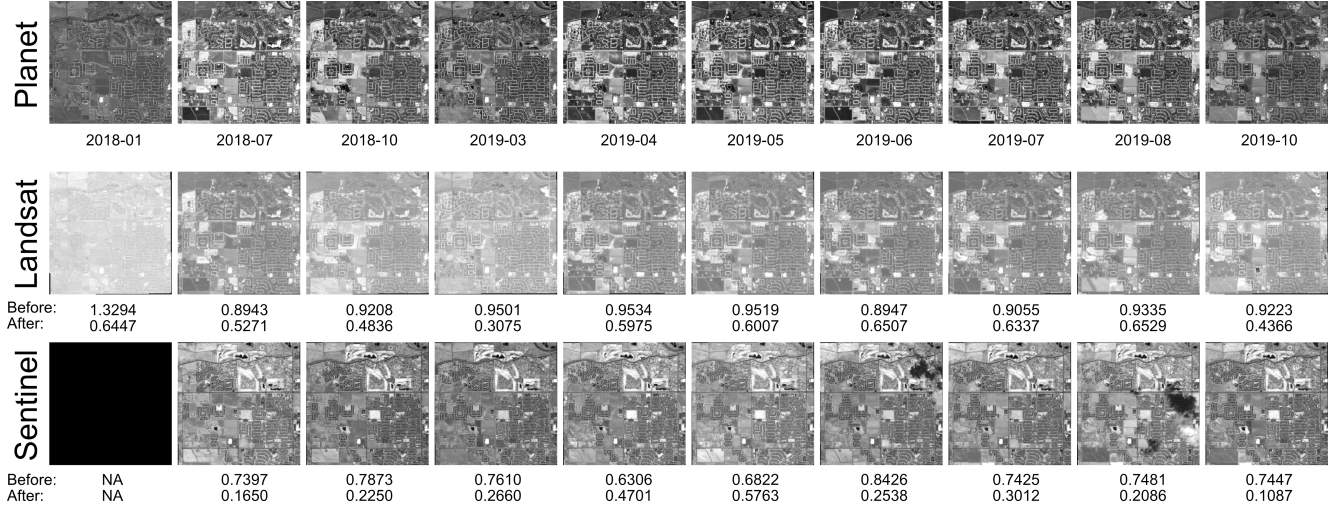 Planet
2018-01 2018-07 2018-10 2019-03 2019-04 2019-05 2019-06 2019-07 2019-08 2019-10
Landsat
Before: 1.3294 0.8943 0.9208 0.9501 0.9534 0.9519 0.8947 0.9055 0.9335 0.9223
After: 0.6447 0.5271 0.4836 0.3075 0.5975 0.6007 0.6507 0.6337 0.6529 0.4366
Sentinel
Before: NA 0.7397 0.7873 0.7610 0.6306 0.6822 0.8426 0.7425 0.7481 0.7447
After: NA 0.1650 0.2250 0.2660 0.4701 0.5763 0.2538 0.3012 0.2086 0.1087